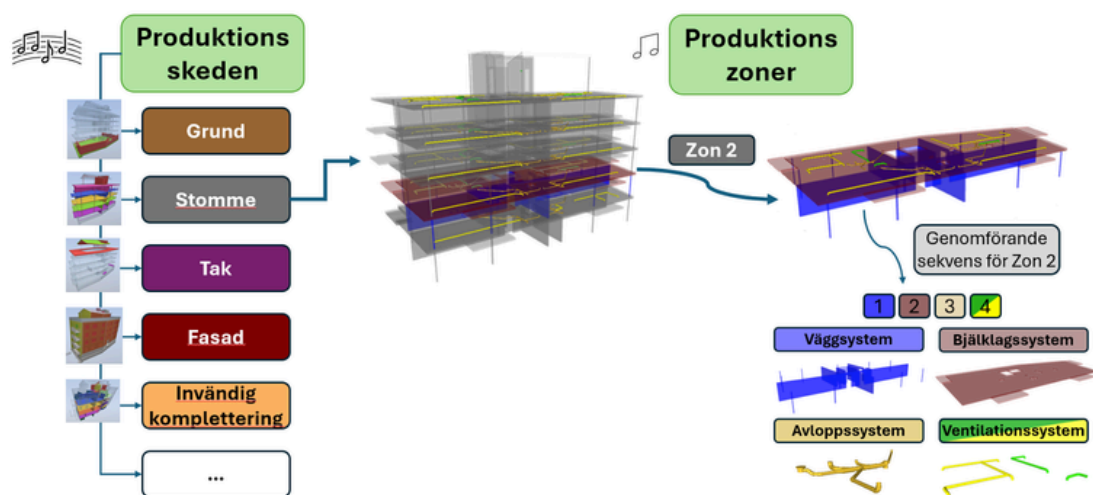 Produktions
skeden
Grund
Stomme
Tak
Fasad
Invändig
komplettering
...
Produktions
zoner
Zon 2
Genomförande
sekvens för Zon 2
1 2 3 4
Väggsystem
Bjälklagssystem
Avloppssystem
Ventilationssystem